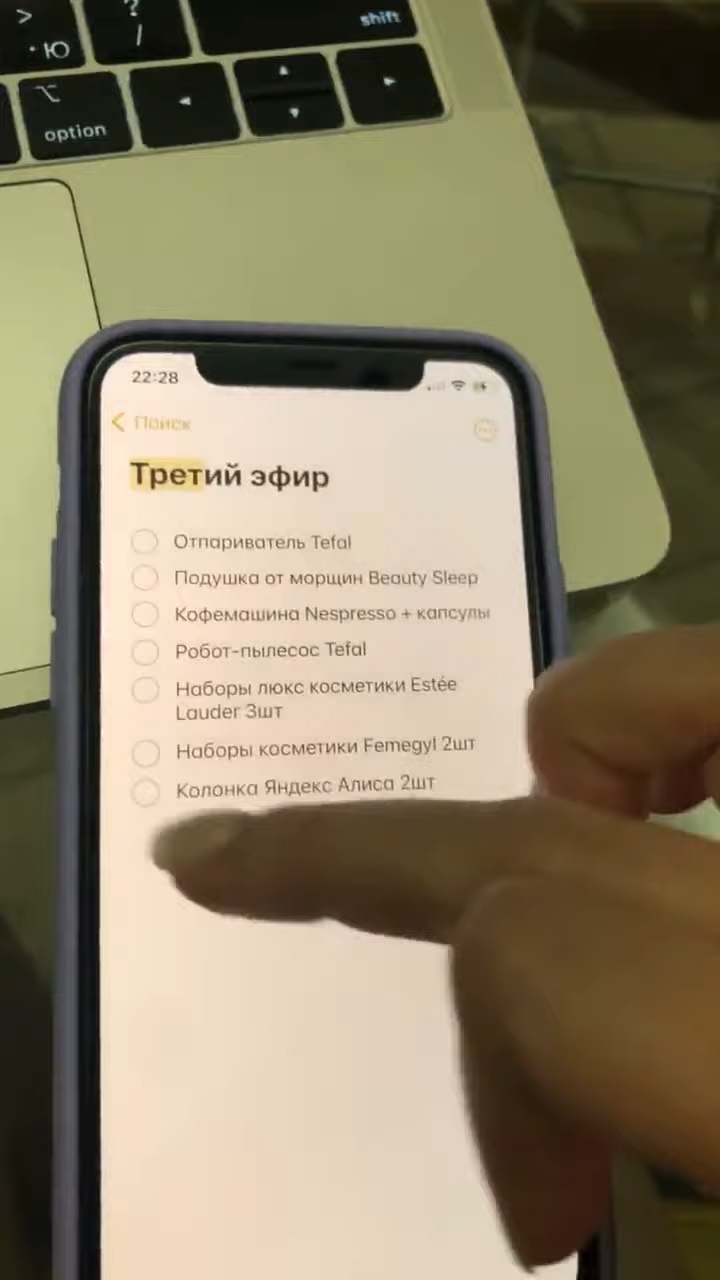 >
?
shift
. Ю
/
option
22:28
Поиск
Третий эфир
Отпариватель Tefal
Подушка от морщин Beauty Sleep
Кофемашина Nespresso + капсулы
Робот-пылесос Tefal
Наборы люкс косметики Estée
Lauder 3шт
Наборы косметики Femegyl 2шт
Колонка Яндекс Алиса 2шт